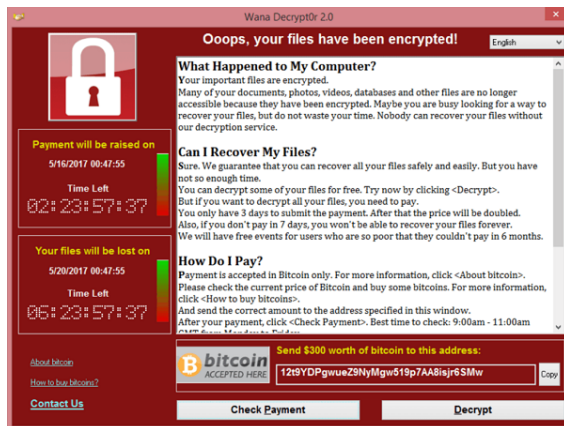 Wana Decrypt0r 2.0
Ooops, your files have been encrypted!
English
Payment will be raised on
5/16/2017 00:47:55
Time Left
02:23:57:37
Your files will be lost on
5/20/2017 00:47:55
Time Left
06:23:57:37
About bitcoin
How to buy bitcoins?
Contact Us
What Happened to My Computer?
Your important files are encrypted.
Many of your documents, photos, videos, databases and other files are no longer
accessible because they have been encrypted. Maybe you are busy looking for a way to
recover your files, but do not waste your time. Nobody can recover your files without
our decryption service.
Can I Recover My Files?
Sure. We guarantee that you can recover all your files safely and easily. But you have
not so enough time.
You can decrypt some of your files for free. Try now by clicking <Decrypt>.
But if you want to decrypt all your files, you need to pay.
You only have 3 days to submit the payment. After that the price will be doubled.
Also, if you don't pay in 7 days, you won't be able to recover your files forever.
We will have free events for users who are so poor that they couldn't pay in 6 months.
How Do I Pay?
Payment is accepted in Bitcoin only. For more information, click <About bitcoin>.
Please check the current price of Bitcoin and buy some bitcoins. For more information,
click <How to buy bitcoins>.
And send the correct amount to the address specified in this window.
After your payment, click <Check Payment>. Best time to check: 9:00am - 11:00am
GMT from Monday to Friday
bitcoin
ACCEPTED HERE
Send $300 worth of bitcoin to this address:
12t9YDPgwueZ9NyMgw519p7AA8isjr6SMw
Copy
Check Payment
Decrypt